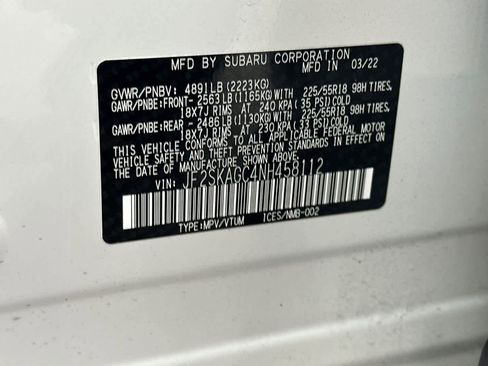 MFD BY SUBARU CORPORATION
MFD IN 03/22
GVWR/PNBV: 4891LB (2223KG)
GAWR/PNBE:FRONT- 2563 LB(1165KG) WITH 225/55R18 98H TIRES,
18X7J RIMS AT 240 KPA(35 PSI)COLD
GAWR/PNBE:REAR - 2486 LB(1130KG) WITH 225/55R18 98H TIRES,
18X7J RIMS AT 230 KPA(33 PSI)COLD
THIS VEHICLE CONFORMS TO ALL APPLICABLE FEDERAL MOTOR
VEHICLE SAFETY AND THEFT PREVENTION STANDARDS IN EFFECT
ON THE DATE OF MANUFACTURE SHOWN ABOVE.
VIN: JF2SKAGC4NH458112
TYPE:MPV/VTUM ICES/NMB-002